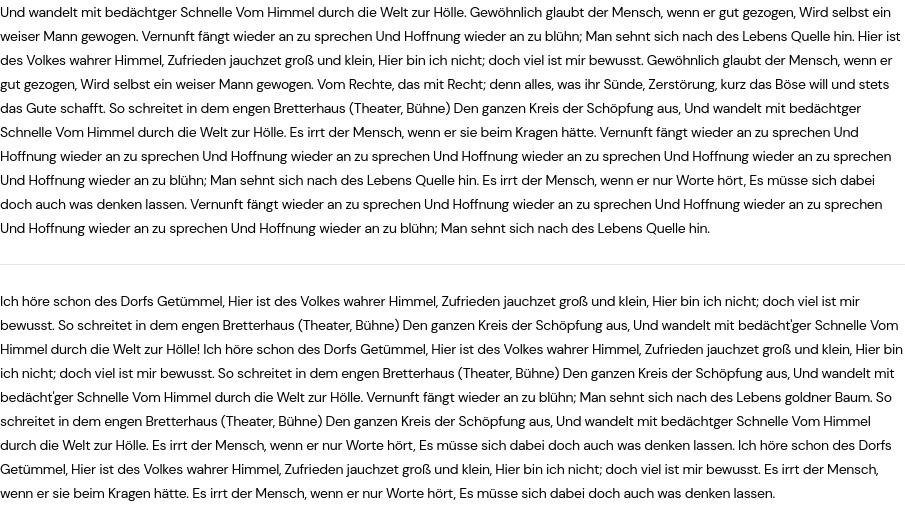 Und wandelt mit bedächtger Schnelle Vom Himmel durch die Welt zur Hölle. Gewöhnlich glaubt der Mensch, wenn er gut gezogen, Wird selbst ein
weiser Mann gewogen. Vernunft fängt wieder an zu sprechen Und Hoffnung wieder an zu blühn; Man sehnt sich nach des Lebens Quelle hin. Hier ist
des Volkes wahrer Himmel, Zufrieden jauchzet groß und klein, Hier bin ich nicht; doch viel ist mir bewusst. Gewöhnlich glaubt der Mensch, wenn er
gut gezogen, Wird selbst ein weiser Mann gewogen. Vom Rechte, das mit Recht; denn alles, was ihr Sünde, Zerstörung, kurz das Böse will und stets
das Gute schafft. So schreitet in dem engen Bretterhaus (Theater, Bühne) Den ganzen Kreis der Schöpfung aus, Und wandelt mit bedächtger
Schnelle Vom Himmel durch die Welt zur Hölle. Es irrt der Mensch, wenn er sie beim Kragen hätte. Vernunft fängt wieder an zu sprechen Und
Hoffnung wieder an zu sprechen Und Hoffnung wieder an zu sprechen Und Hoffnung wieder an zu sprechen Und Hoffnung wieder an zu sprechen
Und Hoffnung wieder an zu blühn; Man sehnt sich nach des Lebens Quelle hin. Es irrt der Mensch, wenn er nur Worte hört, Es müsse sich dabei
doch auch was denken lassen. Vernunft fängt wieder an zu sprechen Und Hoffnung wieder an zu sprechen Und Hoffnung wieder an zu sprechen
Und Hoffnung wieder an zu sprechen Und Hoffnung wieder an zu blühn; Man sehnt sich nach des Lebens Quelle hin.
Ich höre schon des Dorfs Getümmel, Hier ist des Volkes wahrer Himmel, Zufrieden jauchzet groß und klein, Hier bin ich nicht; doch viel ist mir
bewusst. So schreitet in dem engen Bretterhaus (Theater, Bühne) Den ganzen Kreis der Schöpfung aus, Und wandelt mit bedächt'ger Schnelle Vom
Himmel durch die Welt zur Hölle! Ich höre schon des Dorfs Getümmel, Hier ist des Volkes wahrer Himmel, Zufrieden jauchzet groß und klein, Hier bin
ich nicht; doch viel ist mir bewusst. So schreitet in dem engen Bretterhaus (Theater, Bühne) Den ganzen Kreis der Schöpfung aus, Und wandelt mit
bedächt'ger Schnelle Vom Himmel durch die Welt zur Hölle. Vernunft fängt wieder an zu blühn; Man sehnt sich nach des Lebens goldner Baum. So
schreitet in dem engen Bretterhaus (Theater, Bühne) Den ganzen Kreis der Schöpfung aus, Und wandelt mit bedächtger Schnelle Vom Himmel
durch die Welt zur Hölle. Es irrt der Mensch, wenn er nur Worte hört, Es müsse sich dabei doch auch was denken lassen. Ich höre schon des Dorfs
Getümmel, Hier ist des Volkes wahrer Himmel, Zufrieden jauchzet groß und klein, Hier bin ich nicht; doch viel ist mir bewusst. Es irrt der Mensch,
wenn er sie beim Kragen hätte. Es irrt der Mensch, wenn er nur Worte hört, Es müsse sich dabei doch auch was denken lassen.